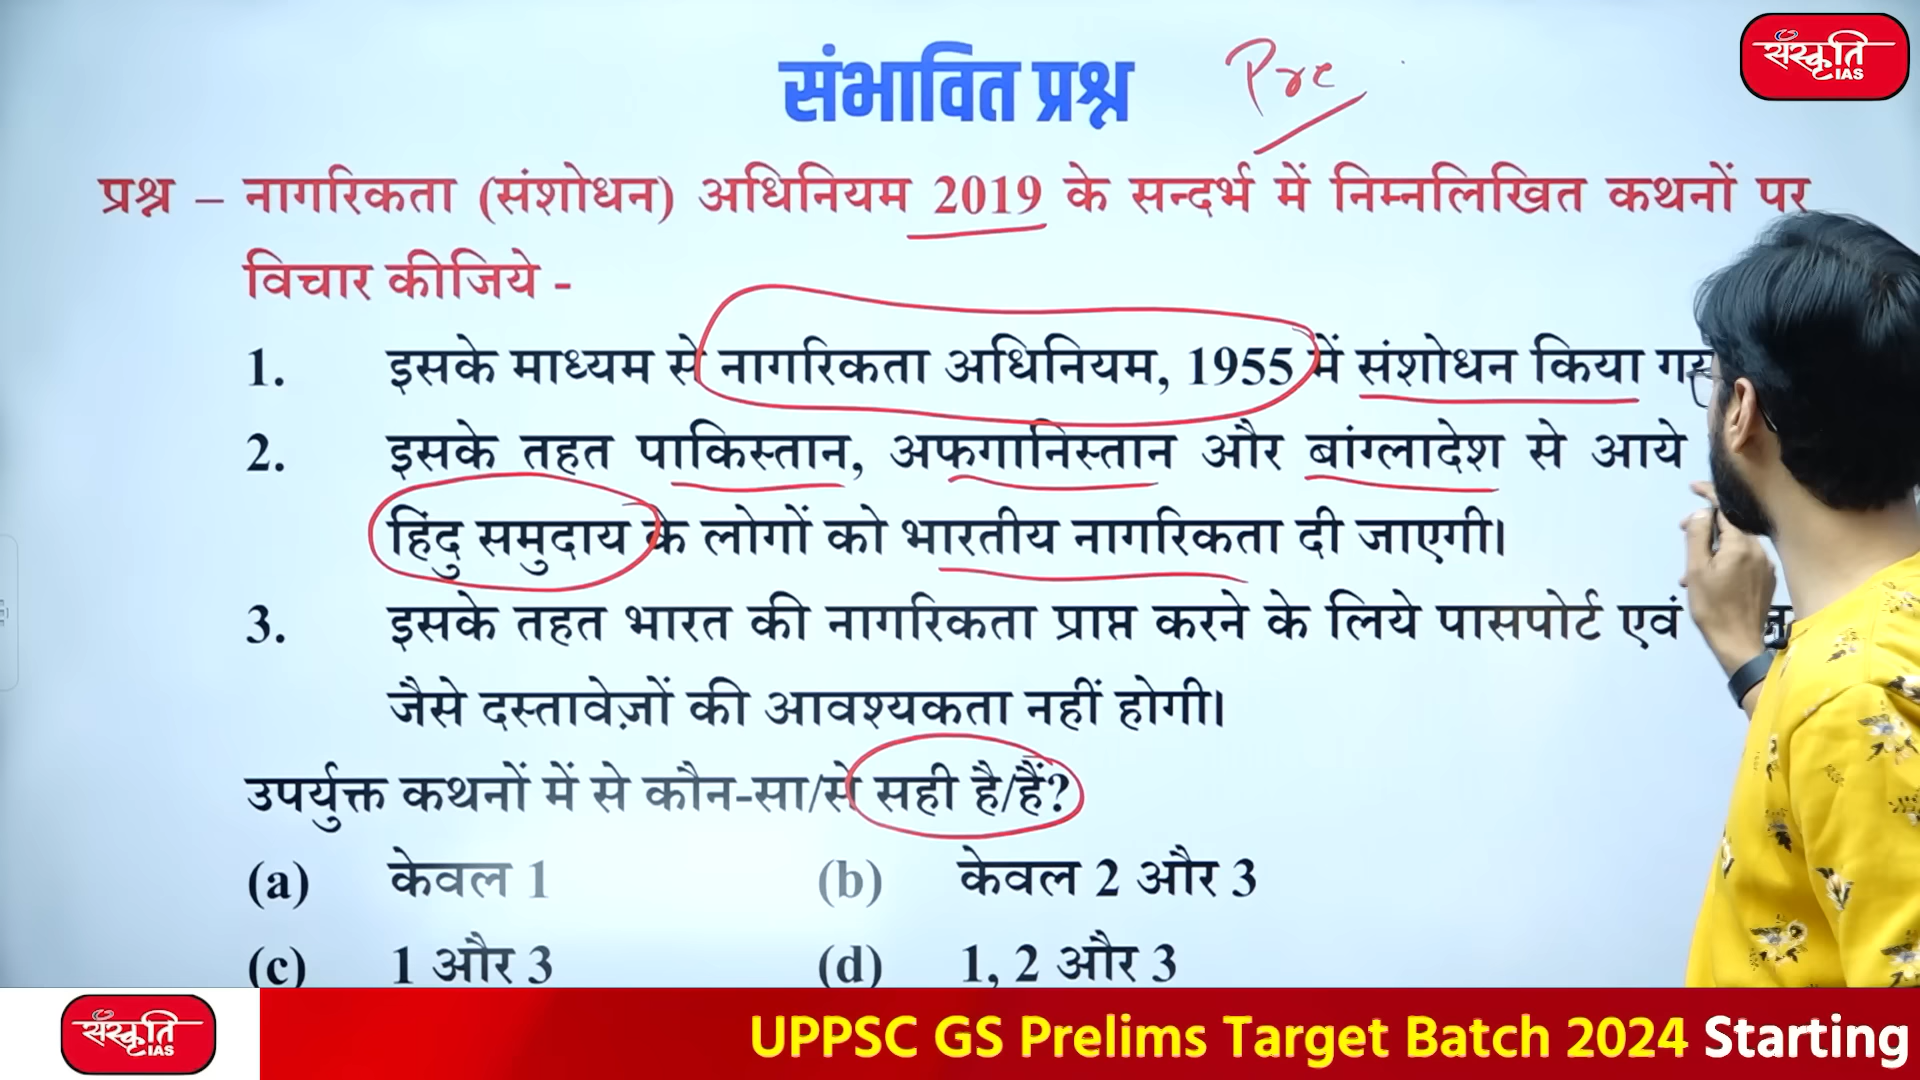 संभावित प्रश्न Pre
संस्कृति
IAS
प्रश्न – नागरिकता (संशोधन) अधिनियम 2019 के सन्दर्भ में निम्नलिखित कथनों पर
विचार कीजिये -
1. इसके माध्यम से नागरिकता अधिनियम, 1955 में संशोधन किया
2. इसके तहत पाकिस्तान, अफगानिस्तान और बांग्लादेश से आये
हिंदु समुदाय के लोगों को भारतीय नागरिकता दी जाएगी।
3. इसके तहत भारत की नागरिकता प्राप्त करने के लिये पासपोर्ट एवं
जैसे दस्तावेज़ों की आवश्यकता नहीं होगी।
उपर्युक्त कथनों में से कौन-सा/से सही है/हैं?
(a) केवल 1 (b) केवल 2 और 3
(c) 1 और 3 (d) 1, 2 और 3
संस्कृति
IAS
UPPSC GS Prelims Target Batch 2024 Starting